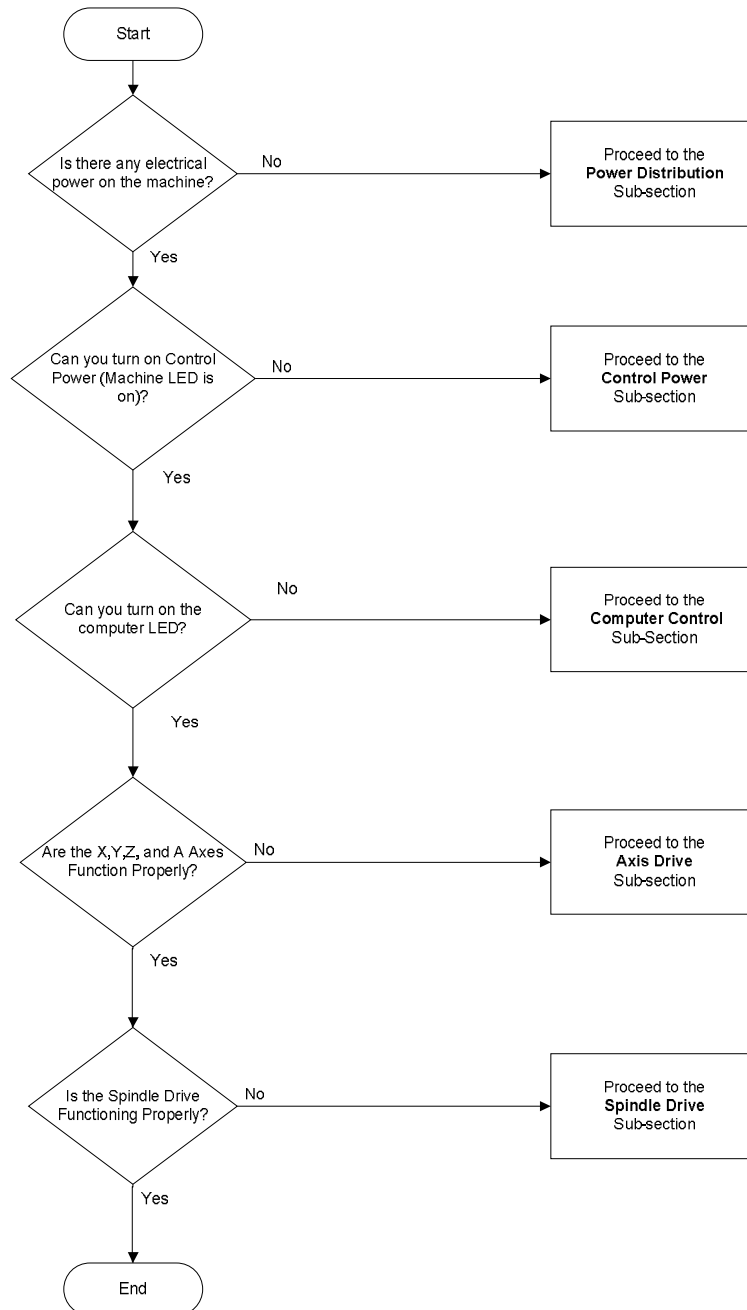 Start
Is there any electrical
power on the machine?
No
Proceed to the
Power Distribution
Sub-section
Yes
Can you turn on Control
Power (Machine LED is
on)?
No
Proceed to the
Control Power
Sub-section
Yes
Can you turn on the
computer LED?
No
Proceed to the
Computer Control
Sub-Section
Yes
Are the X,Y,Z, and A Axes
Function Properly?
No
Proceed to the
Axis Drive
Sub-section
Yes
Is the Spindle Drive
Functioning Properly?
No
Proceed to the
Spindle Drive
Sub-section
Yes
End